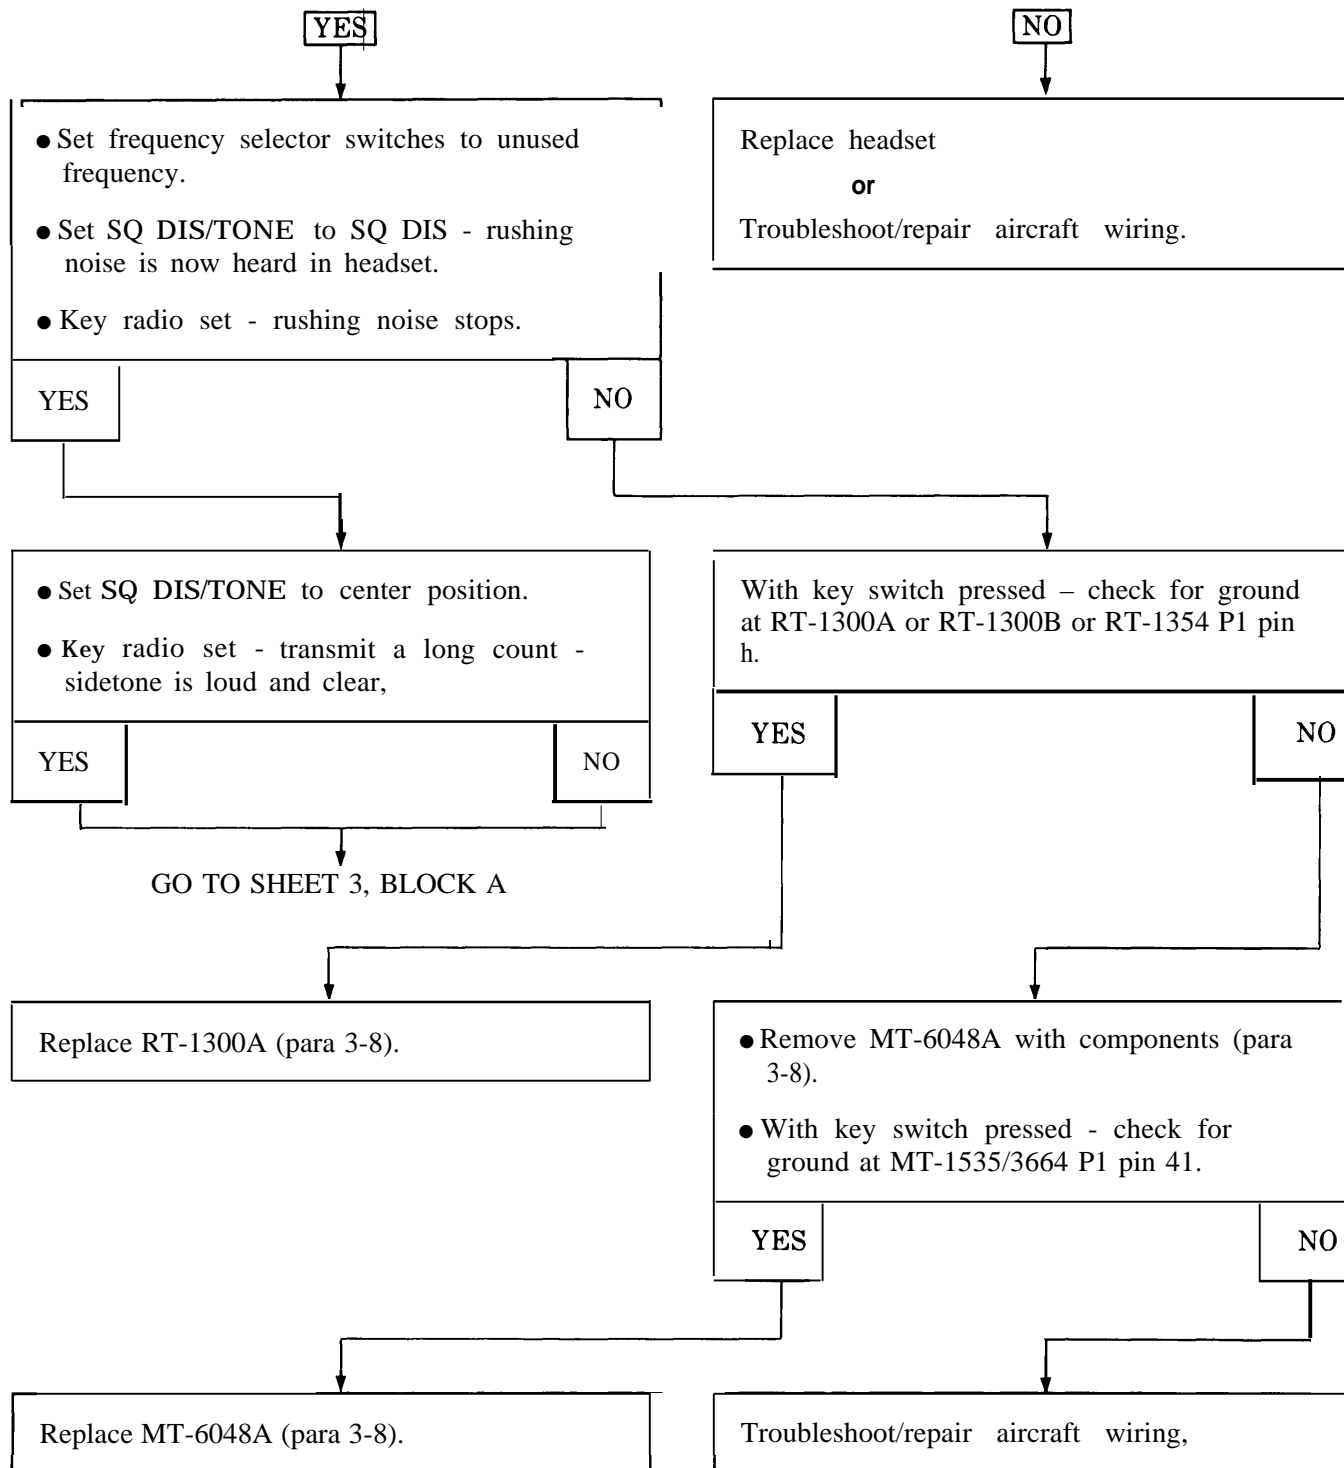 YES
NO
● Set frequency selector switches to unused
frequency.
● Set SQ DIS/TONE to SQ DIS - rushing
noise is now heard in headset.
● Key radio set - rushing noise stops.
YES
NO
Replace headset
or
Troubleshoot/repair aircraft wiring.
● Set SQ DIS/TONE to center position.
● Key radio set - transmit a long count -
sidetone is loud and clear,
YES
NO
GO TO SHEET 3, BLOCK A
With key switch pressed – check for ground
at RT-1300A or RT-1300B or RT-1354 P1 pin
h.
YES
NO
Replace RT-1300A (para 3-8).
● Remove MT-6048A with components (para
3-8).
● With key switch pressed - check for
ground at MT-1535/3664 P1 pin 41.
YES
NO
Replace MT-6048A (para 3-8).
Troubleshoot/repair aircraft wiring,